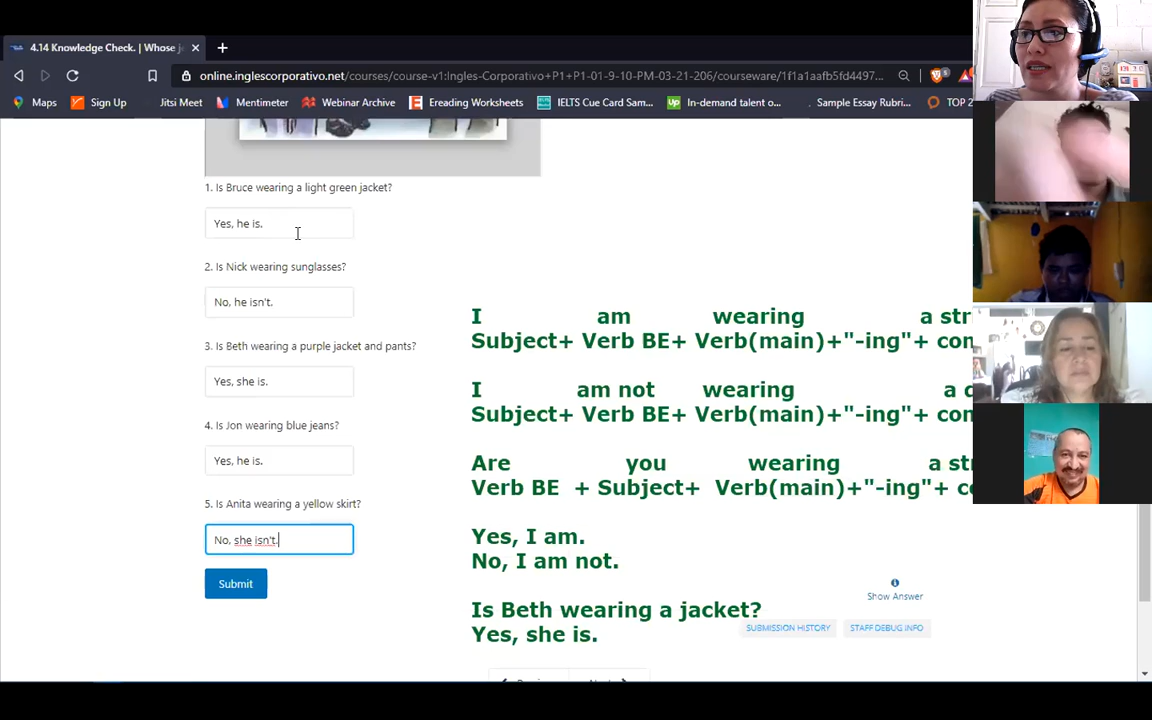 4.14 Knowledge Check. | Whose j
online.inglescorporativo.net/courses/course-v1:Ingles-Corporativo+P1+P1-01-9-10-PM-03-21-206/courseware/1f1a1aafb5fd4497...
Maps Sign Up Jitsi Meet Mentimeter Webinar Archive Ereading Worksheets IELTS Cue Card Sam... In-demand talent o... Sample Essay Rubri... TOP 2
1. Is Bruce wearing a light green jacket?
Yes, he is.
2. Is Nick wearing sunglasses?
No, he isn't.
3. Is Beth wearing a purple jacket and pants?
Yes, she is.
4. Is Jon wearing blue jeans?
Yes, he is.
5. Is Anita wearing a yellow skirt?
No, she isn't.
Submit
I am wearing a str
Subject+ Verb BE+ Verb(main)+"-ing"+ com
I am not wearing a d
Subject+ Verb BE+ Verb(main)+"-ing"+ com
Are you wearing a str
Verb BE + Subject+ Verb(main)+"-ing"+ co
Yes, I am.
No, I am not.
Is Beth wearing a jacket?
Yes, she is.
Show Answer
SUBMISSION HISTORY STAFF DEBUG INFO